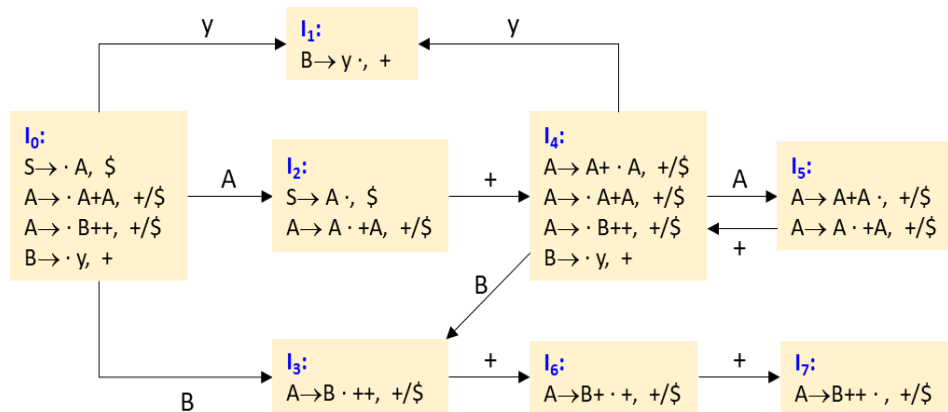 y
y
I₁:
B→ y ·, +
I₀:
S→ · A, $
A→ · A+A, +/$
A→ · B++, +/$
B→ · y, +
A
I₂:
S→ A ·, $
A→ A · +A, +/$
+
I₄:
A→ A+ · A, +/$
A→ · A+A, +/$
A→ · B++, +/$
B→ · y, +
A
+
I₅:
A→ A+A ·, +/$
A→ A · +A, +/$
B
B
I₃:
A→B · ++, +/$
+
I₆:
A→B+ · +, +/$
+
I₇:
A→B++ · , +/$